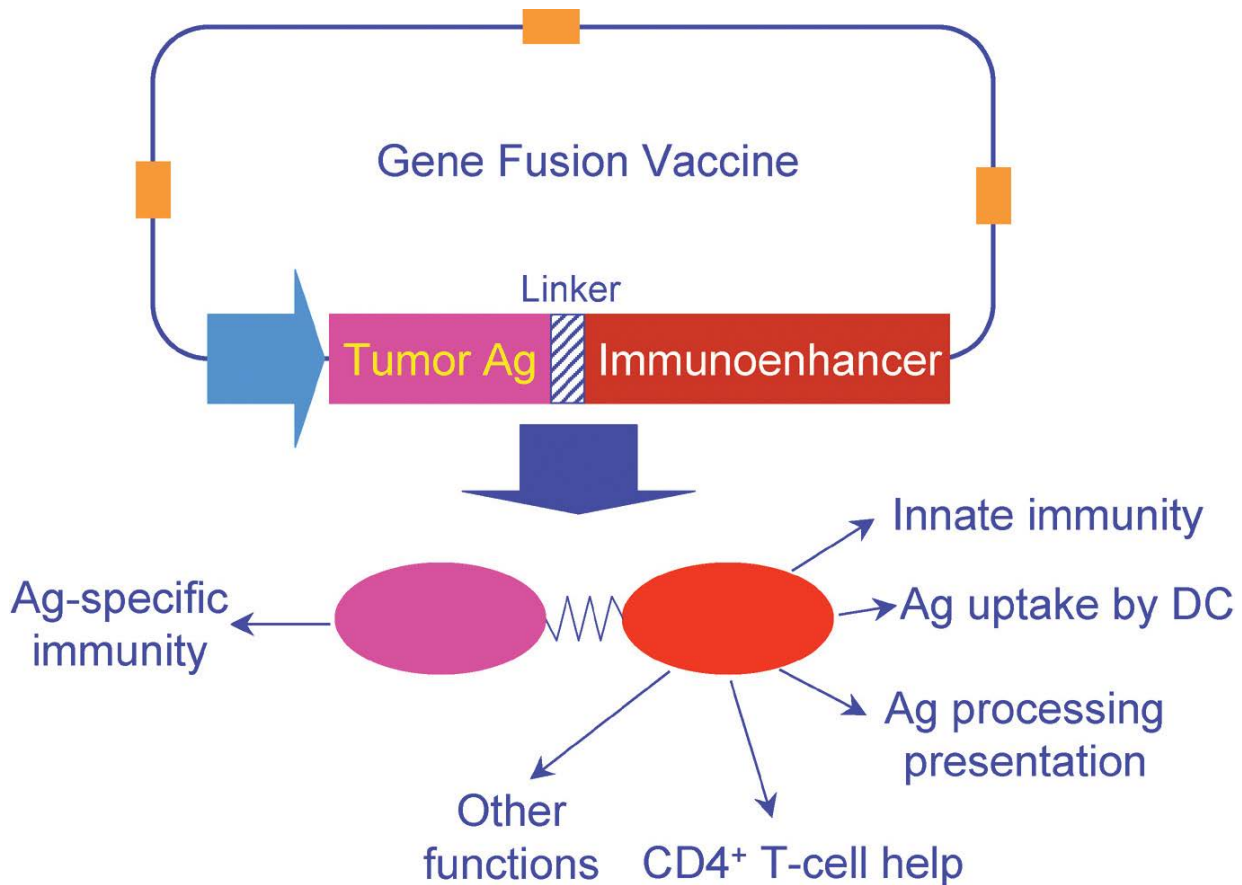 Gene Fusion Vaccine
Linker
Tumor Ag
Immunoenhancer
Innate immunity
Ag-specific
immunity
Ag uptake by DC
Ag processing
presentation
Other
functions
CD4⁺ T-cell help